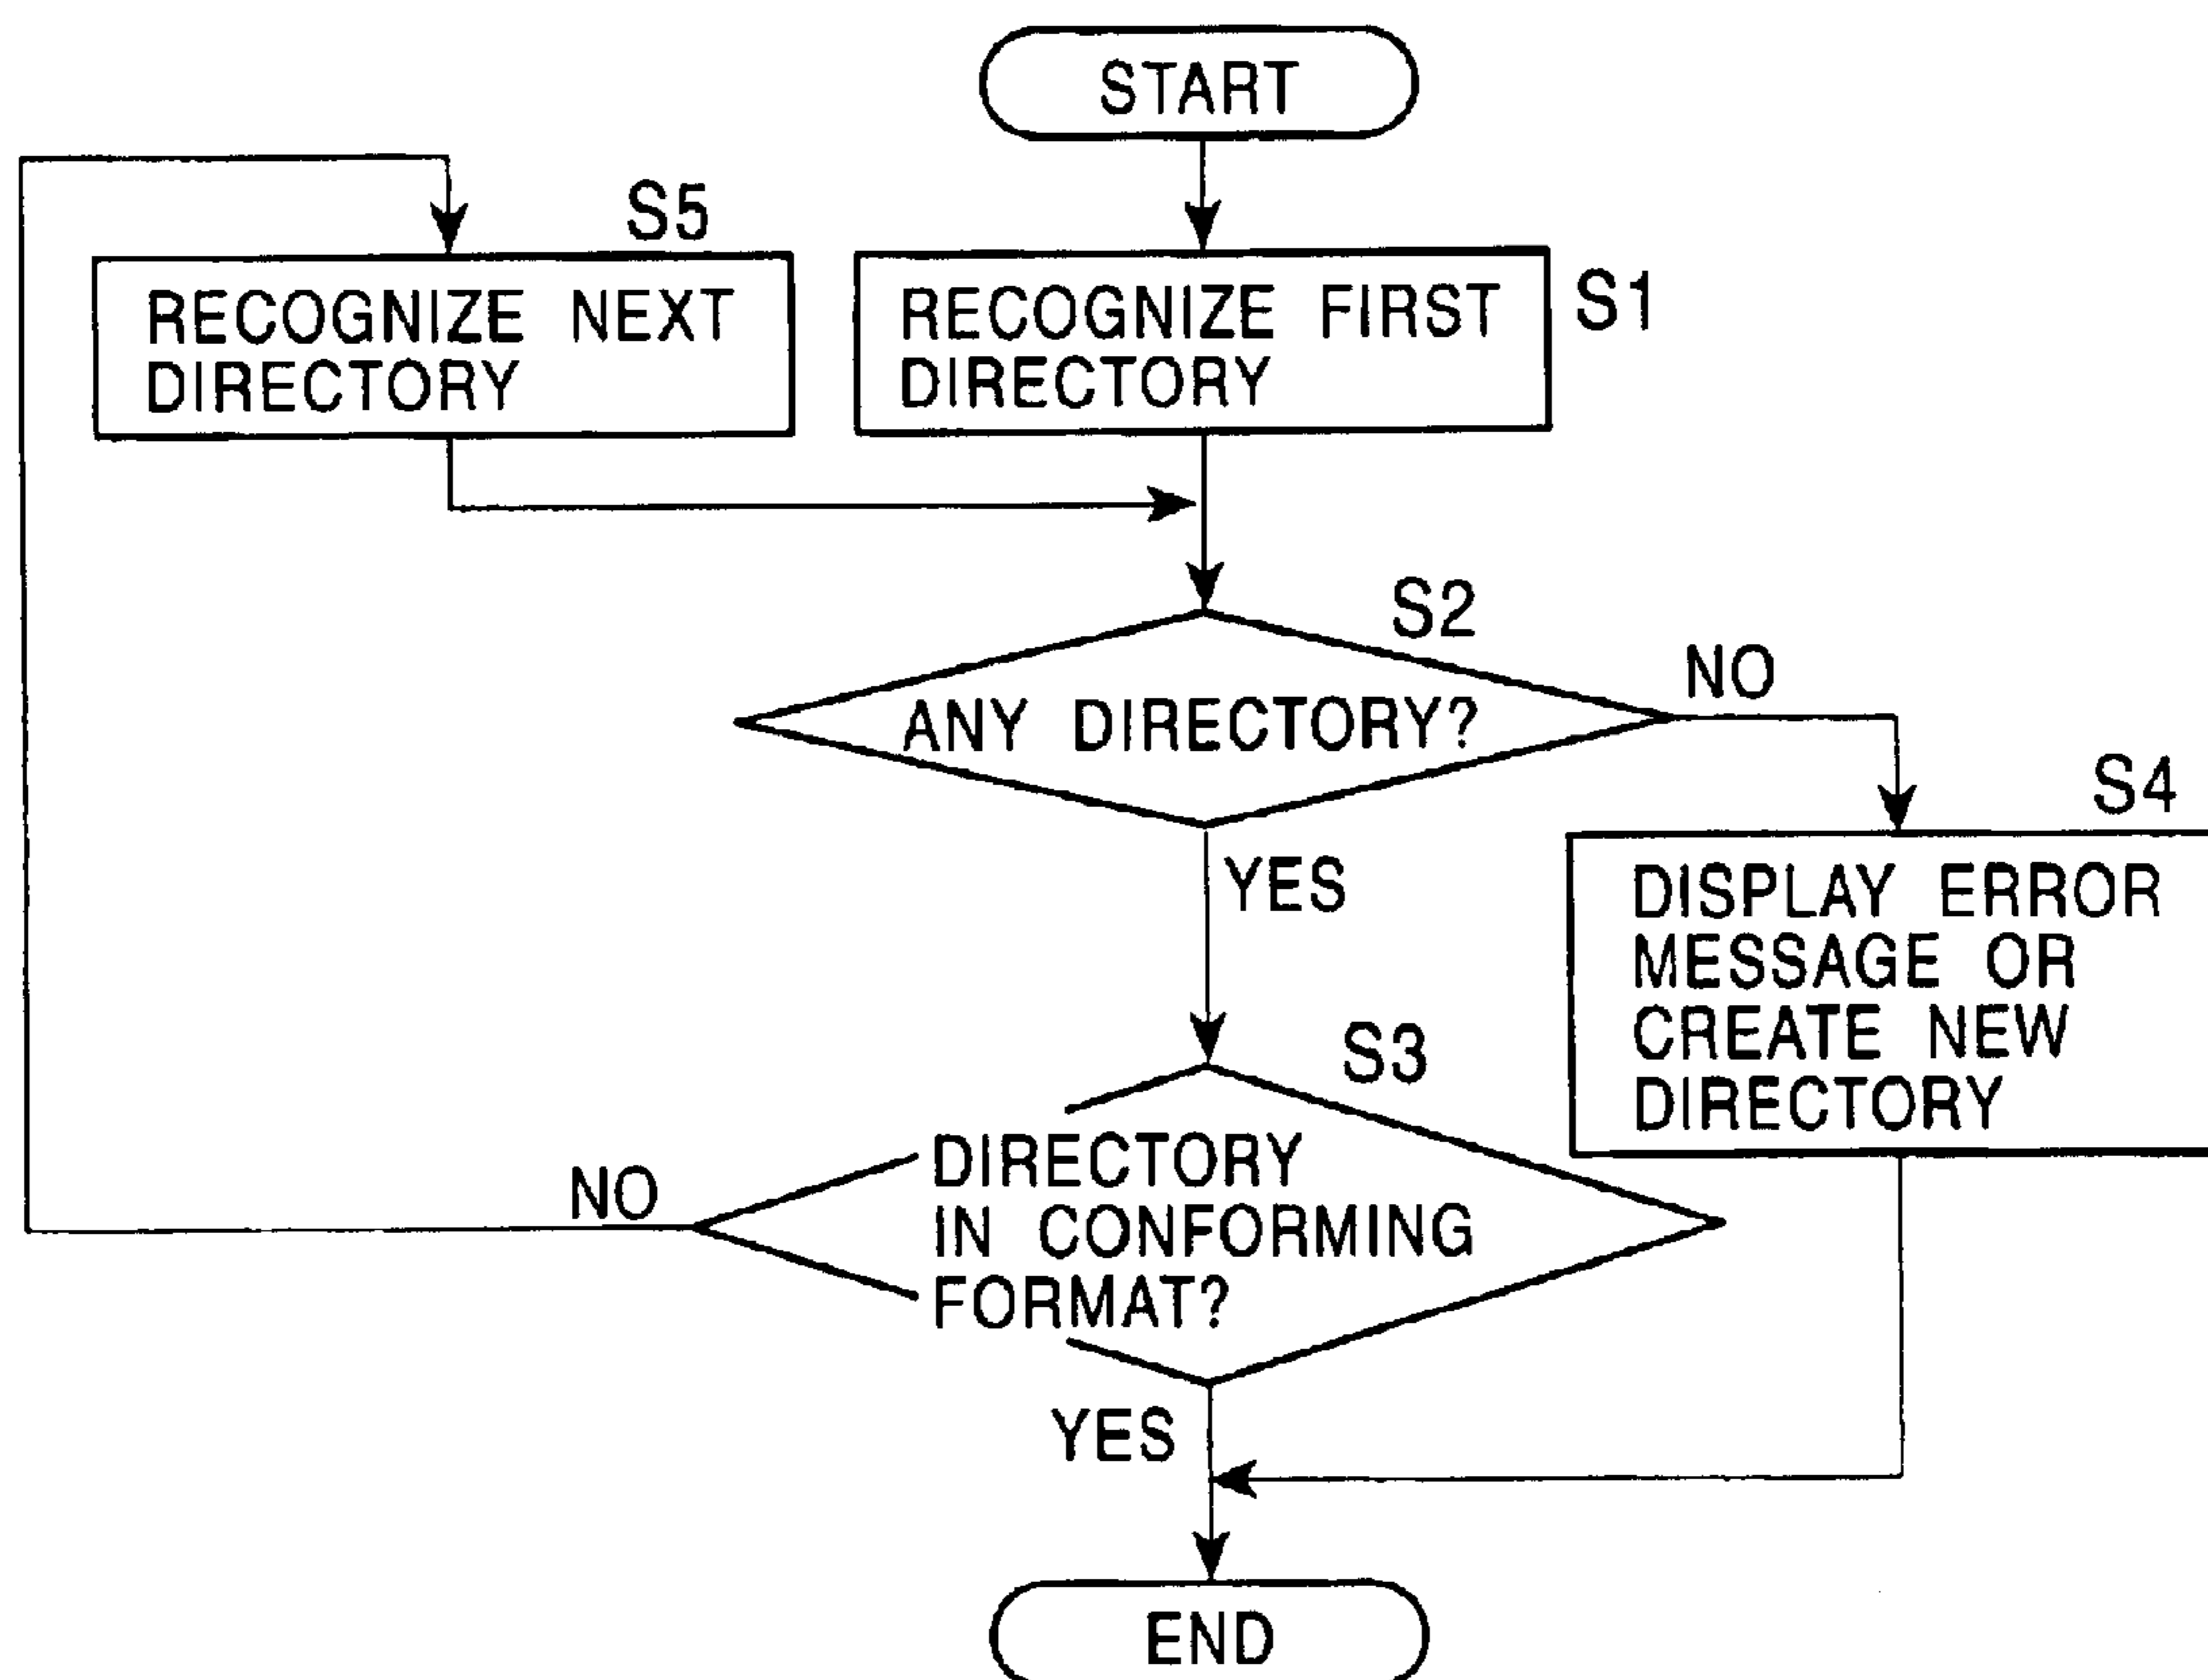 START
S5
RECOGNIZE NEXT
DIRECTORY
RECOGNIZE FIRST
DIRECTORY
S1
S2
ANY DIRECTORY?
NO
YES
S4
DISPLAY ERROR
MESSAGE OR
CREATE NEW
DIRECTORY
S3
DIRECTORY
IN CONFORMING
FORMAT?
NO
YES
END